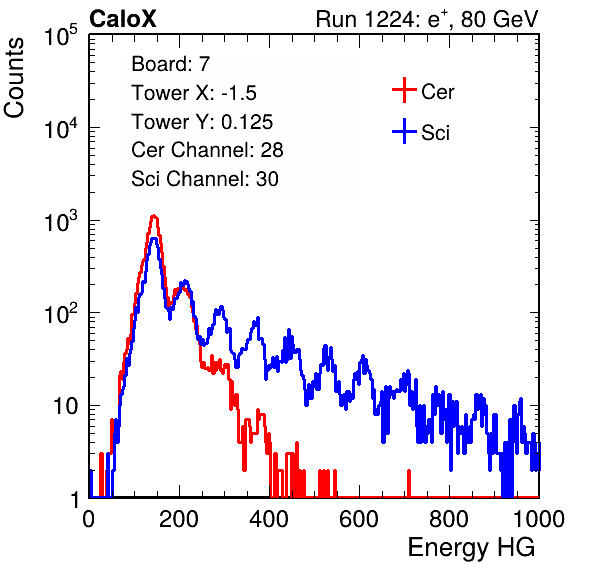 CaloX
Run 1224: e⁺, 80 GeV
Counts
10⁵
10⁴
10³
10²
10
1
Board: 7
Tower X: -1.5
Tower Y: 0.125
Cer Channel: 28
Sci Channel: 30
Cer
Sci
0 200 400 600 800 1000
Energy HG